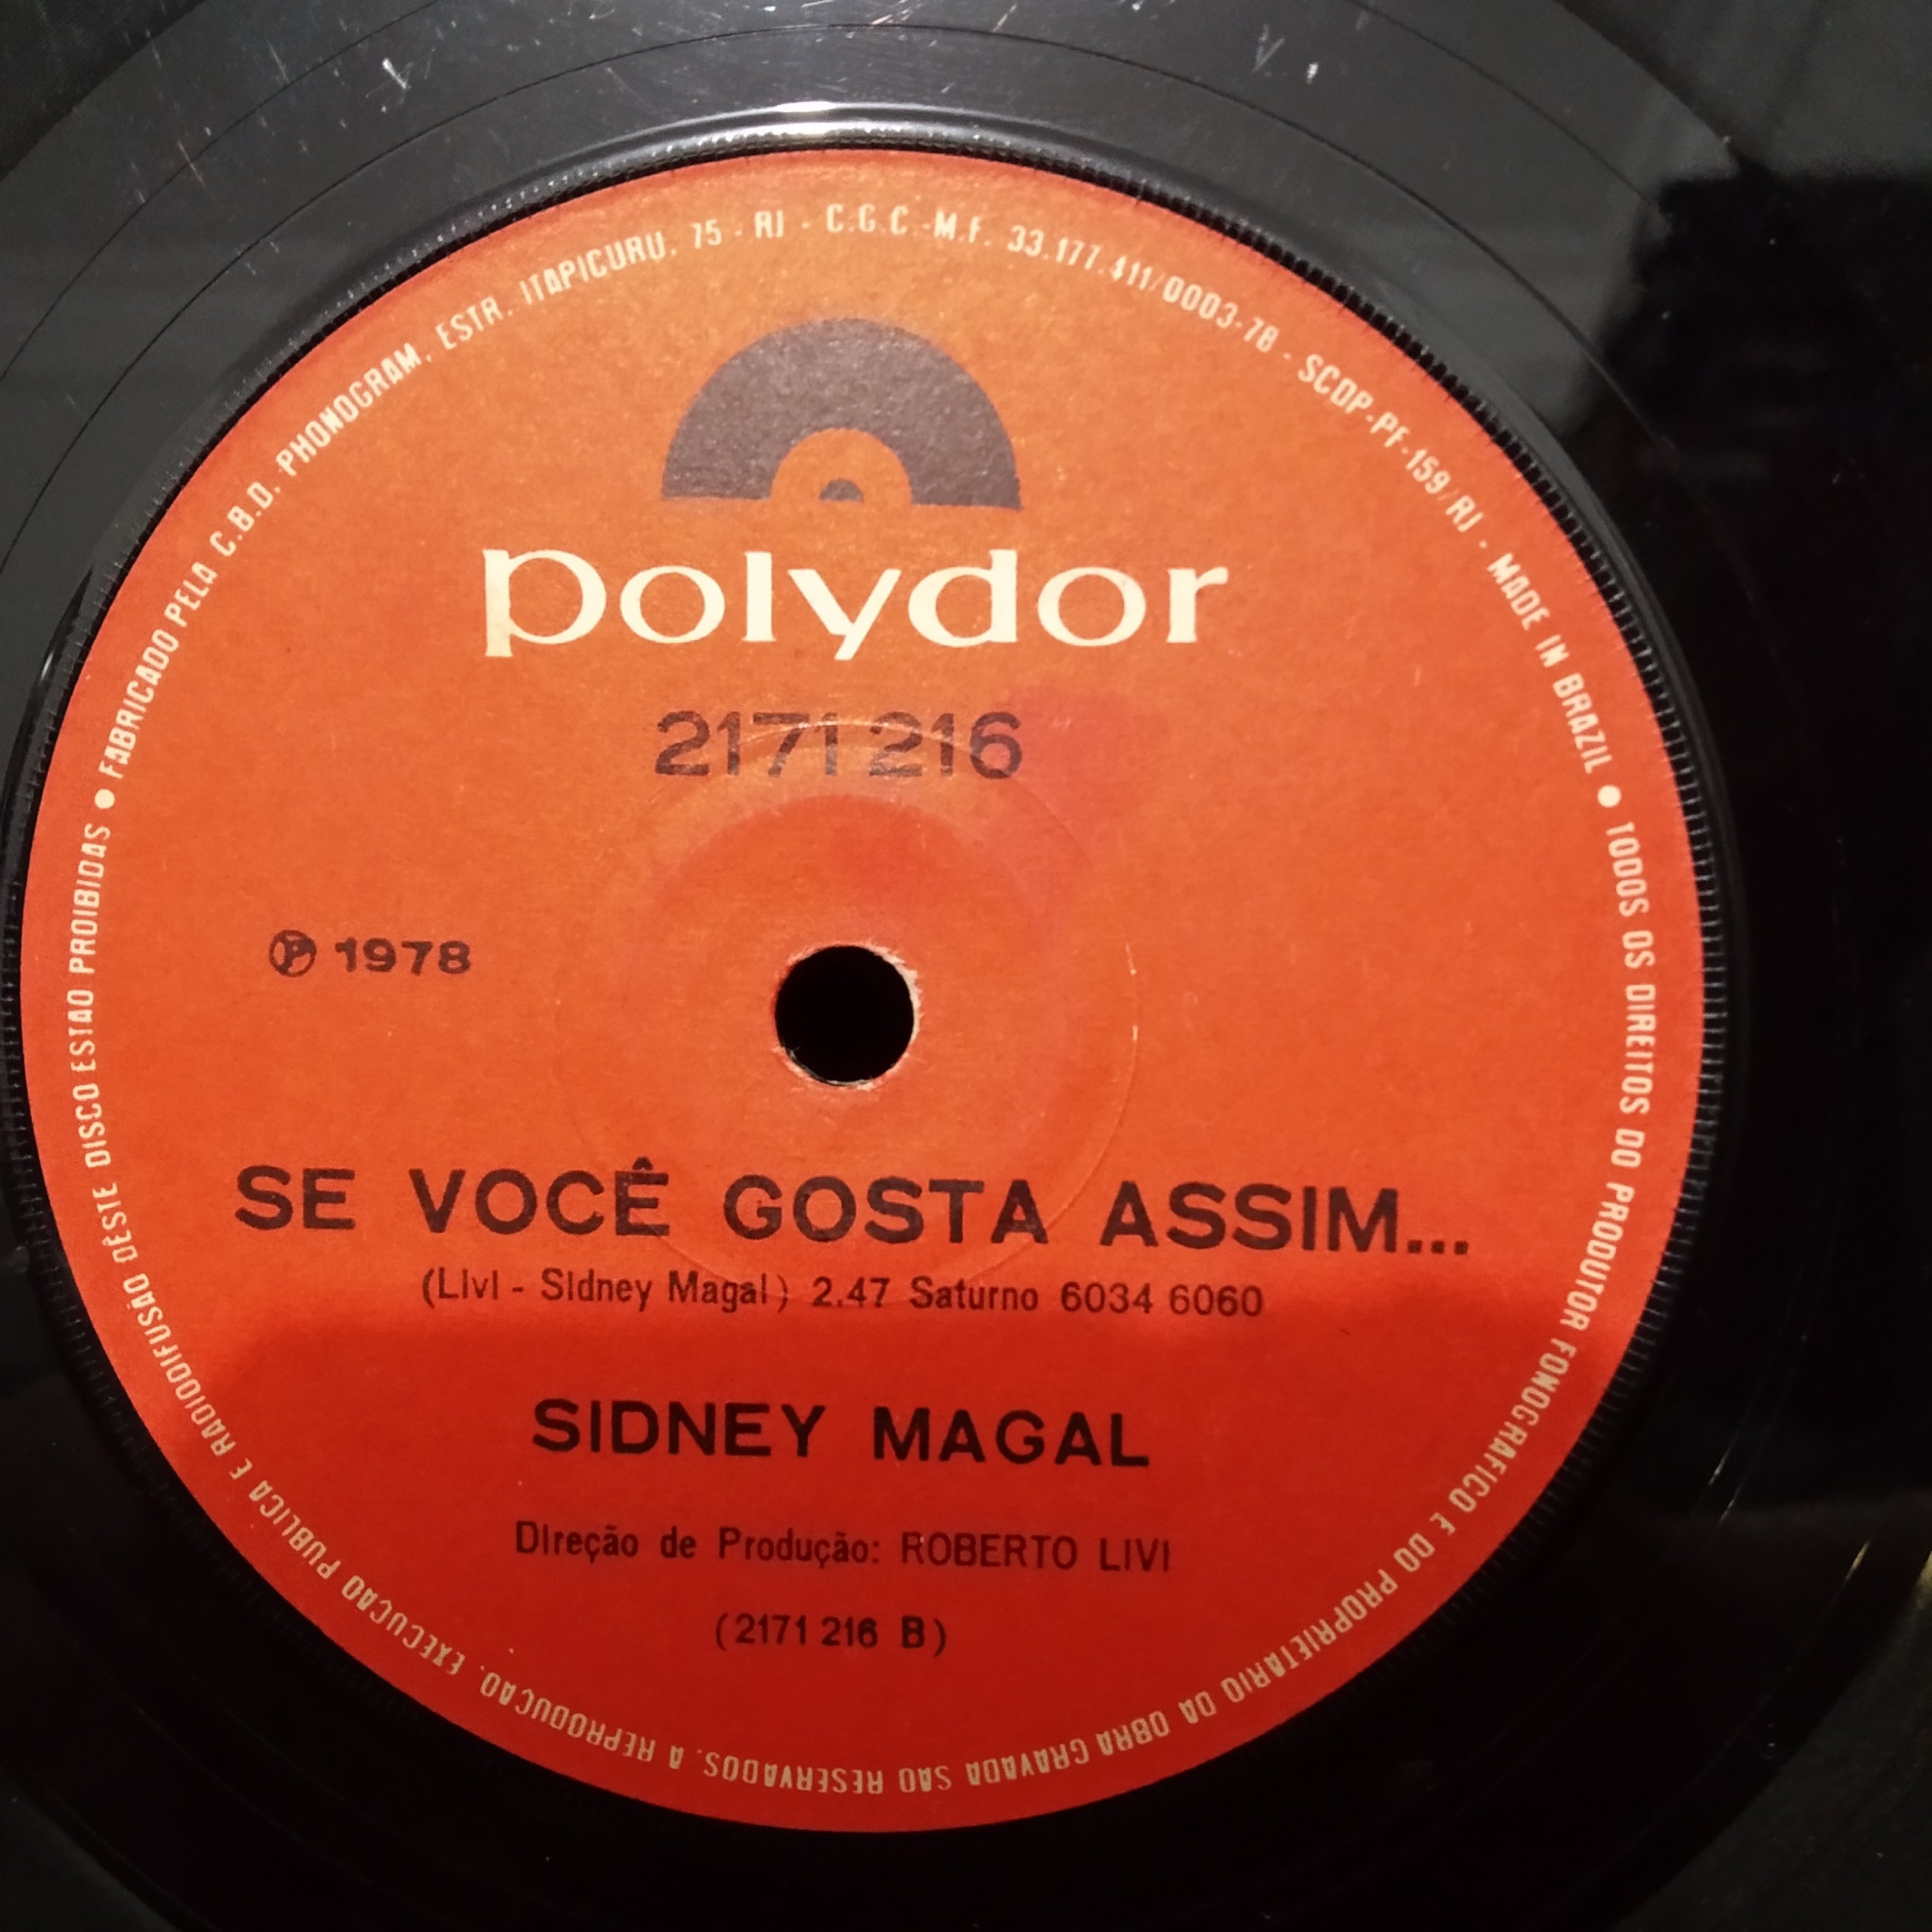 ● FABRICADO PELA C.B.D. PHONOGRAM. ESTR. ITAPICURU, 75 - RJ - C.G.C.-M.F. 33.177.411/0003-78 - SCDP-PF-159/RJ - MADE IN BRAZIL ● TODOS OS DIREITOS DO PRODUTOR FONOGRAFICO E DO PROPRIETARIO DA OBRA GRAVADA SAO RESERVADOS. A REPRODUCAO. EXECUCAO PUBLICA E RADIODIFUSÃO DÊSTE DISCO ESTAO PROIBIDAS
polydor
2171 216
℗ 1978
SE VOCÊ GOSTA ASSIM...
(Livi - Sidney Magal) 2.47 Saturno 6034 6060
SIDNEY MAGAL
Direção de Produção: ROBERTO LIVI
(2171 216 B)